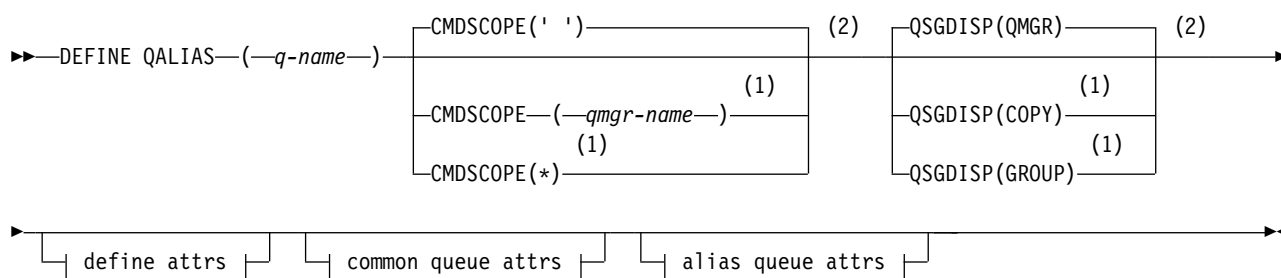 CMDSCOPE(' ') (2) QSGDISP(QMGR) (2)
DEFINE QALIAS ( q-name )
(1) (1)
CMDSCOPE ( qmgr-name ) QSGDISP(COPY)
(1) (1)
CMDSCOPE(*) QSGDISP(GROUP)
define attrs common queue attrs alias queue attrs